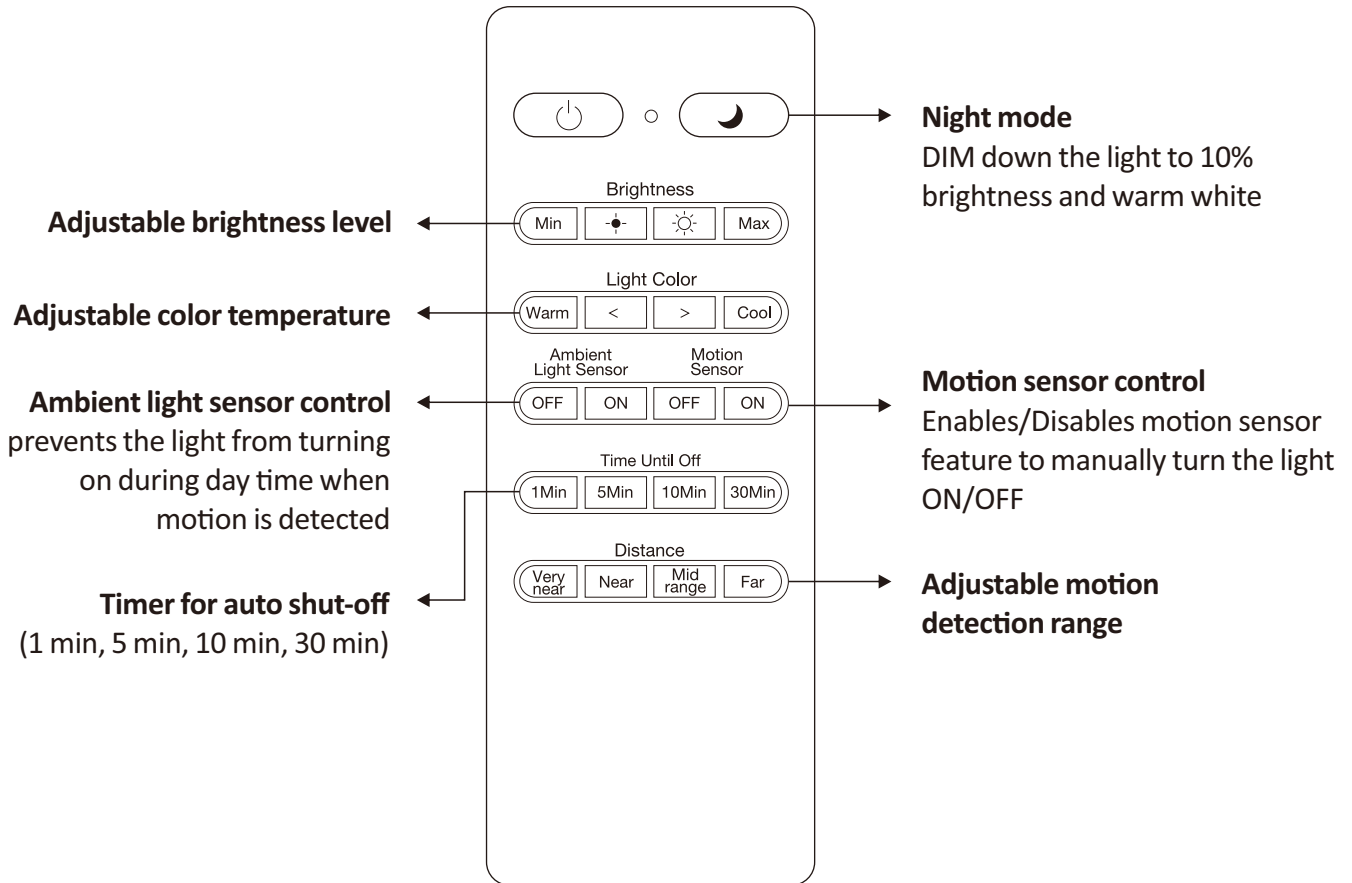 Night mode
DIM down the light to 10%
brightness and warm white
Brightness
Adjustable brightness level
Min Max
Light Color
Adjustable color temperature
Warm < > Cool
Ambient
Light Sensor
Motion
Sensor
Ambient light sensor control
prevents the light from turning
on during day time when
motion is detected
OFF ON OFF ON
Motion sensor control
Enables/Disables motion sensor
feature to manually turn the light
ON/OFF
Time Until Off
1Min 5Min 10Min 30Min
Timer for auto shut-off
(1 min, 5 min, 10 min, 30 min)
Distance
Very
near
Near
Mid
range
Far
Adjustable motion
detection range